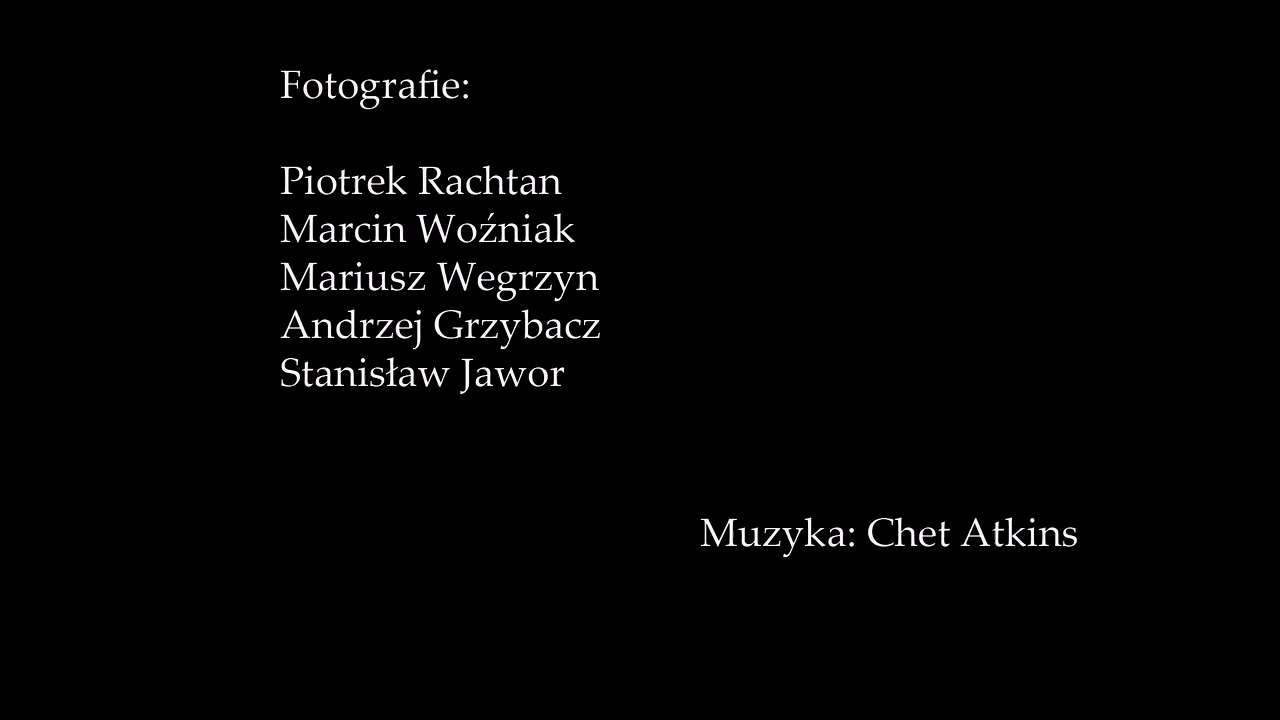 Fotografie:
Piotrek Rachtan
Marcin Woźniak
Mariusz Wegrzyn
Andrzej Grzybacz
Stanisław Jawor
Muzyka: Chet Atkins